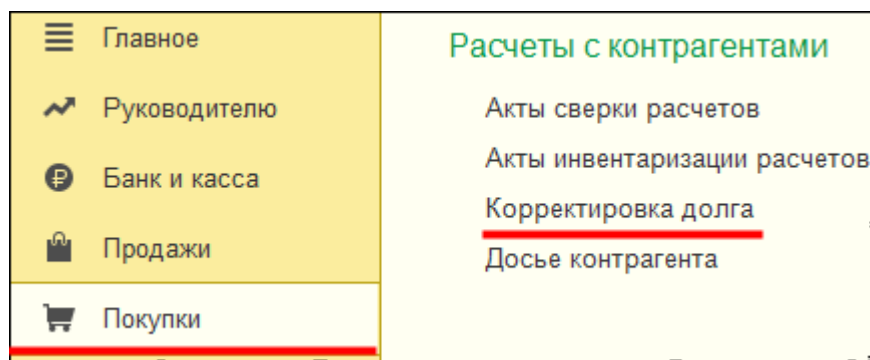 Главное
Руководителю
Банк и касса
Продажи
Покупки
Расчеты с контрагентами
Акты сверки расчетов
Акты инвентаризации расчетов
Корректировка долга
Досье контрагента